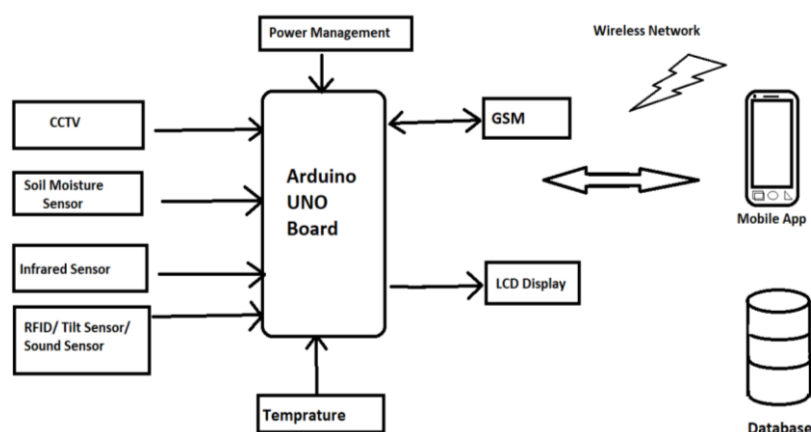 Power Management
Wireless Network
CCTV
GSM
Soil Moisture
Sensor
Arduino
UNO
Board
Mobile App
Infrared Sensor
LCD Display
RFID/ Tilt Sensor/
Sound Sensor
Temprature
Database